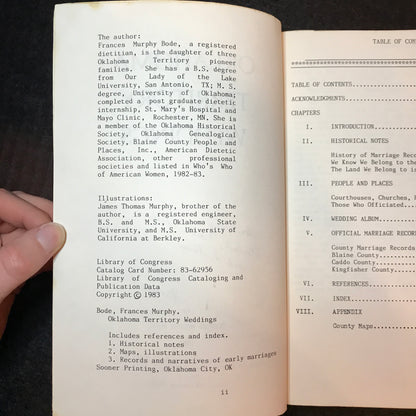 The author:
Frances Murphy Bode, a registered
dietitian, is the daughter of three
Oklahoma Territory pioneer
families. She has a B.S. degree
from Our Lady of the Lake
University, San Antonio, TX; M. S.
degree, University of Oklahoma;
completed a post graduate dietetic
internship, St. Mary's Hospital and
Mayo Clinic, Rochester, MN. She is
a member of the Oklahoma Historical
Society, Oklahoma Genealogical
Society, Blaine County People and
Places, Inc., American Dietetic
Association, other professional
societies and listed in Who's Who
of American Women, 1982-83.
Illustrations:
James Thomas Murphy, brother of the
author, is a registered engineer,
B.S. and M.S., Oklahoma State
University, and M.S. University of
California at Berkley.
Library of Congress
Catalog Card Number: 83-62956
Library of Congress Cataloging and
Publication Data
Copyright © 1983
Bode, Frances Murphy.
Oklahoma Territory Weddings
Includes references and index.
1. Historical notes
2. Maps, illustrations
3. Records and narratives of early marriages
Sooner Printing, Oklahoma City, OK
ii
TABLE OF CON
TABLE OF CONTENTS
ACKNOWLEDGMENTS
CHAPTERS
I. INTRODUCTION
II. HISTORICAL NOTES
History of Marriage Recor
We Belong to the
The Land We Belong to Is
III. PEOPLE AND PLACES
Courthouses, Churches,
Those Who Officiated
IV. WEDDING ALBUM
V. OFFICIAL MARRIAGE RECOR
County Marriage Records
Blaine County
Caddo County
Kingfisher County
VI. REFERENCES
VII. INDEX
VIII. APPENDIX
County Maps